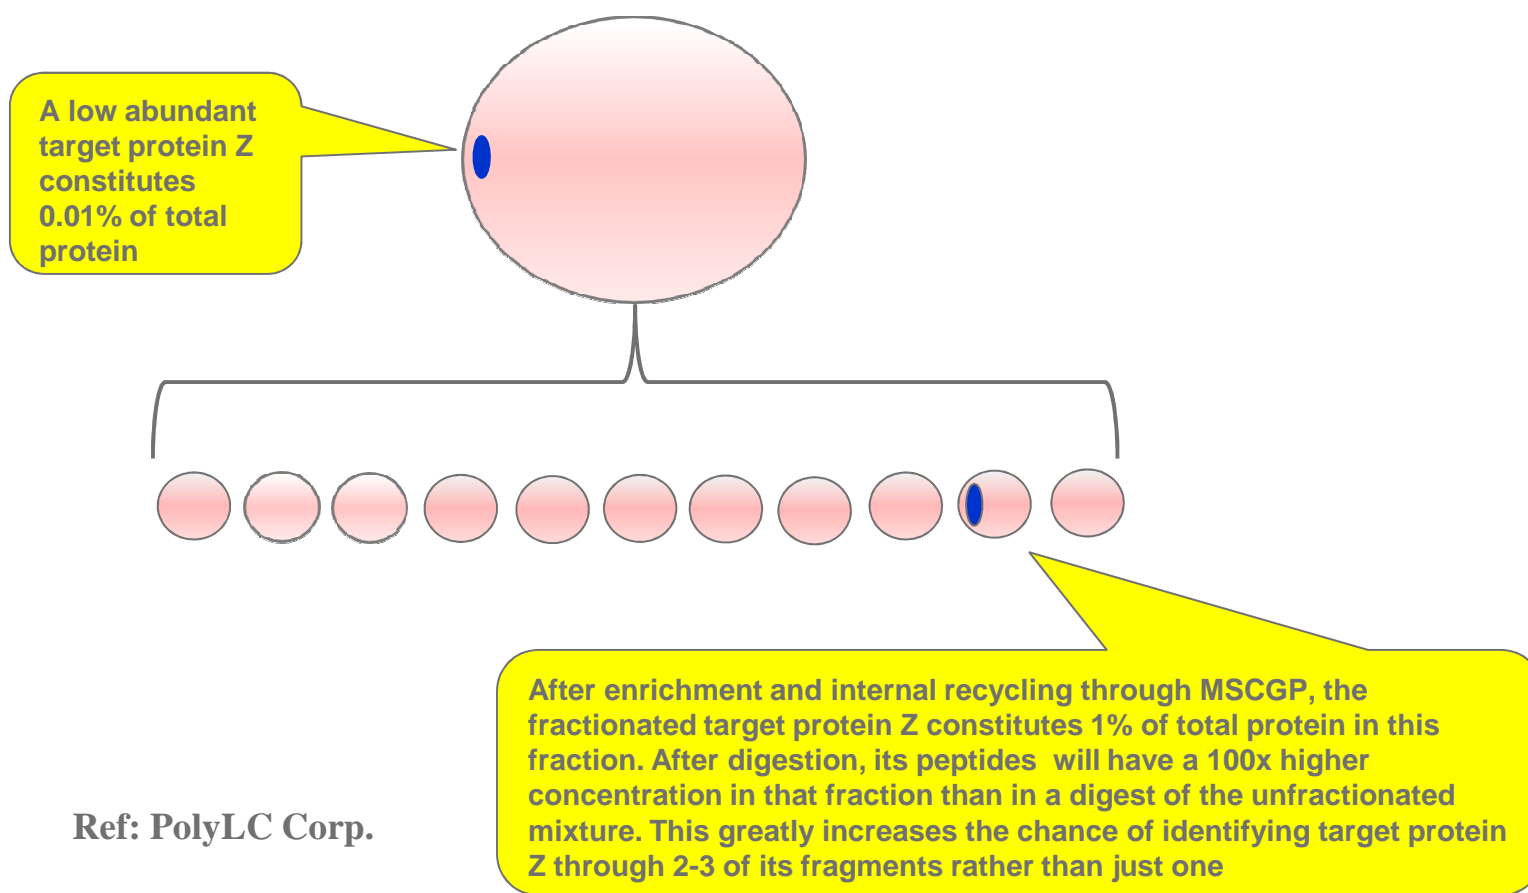 A low abundant
target protein Z
constitutes
0.01% of total
protein
After enrichment and internal recycling through MSCGP, the
fractionated target protein Z constitutes 1% of total protein in this
fraction. After digestion, its peptides  will have a 100x higher
concentration in that fraction than in a digest of the unfractionated
mixture. This greatly increases the chance of identifying target protein
Z through 2-3 of its fragments rather than just one
Ref: PolyLC Corp.